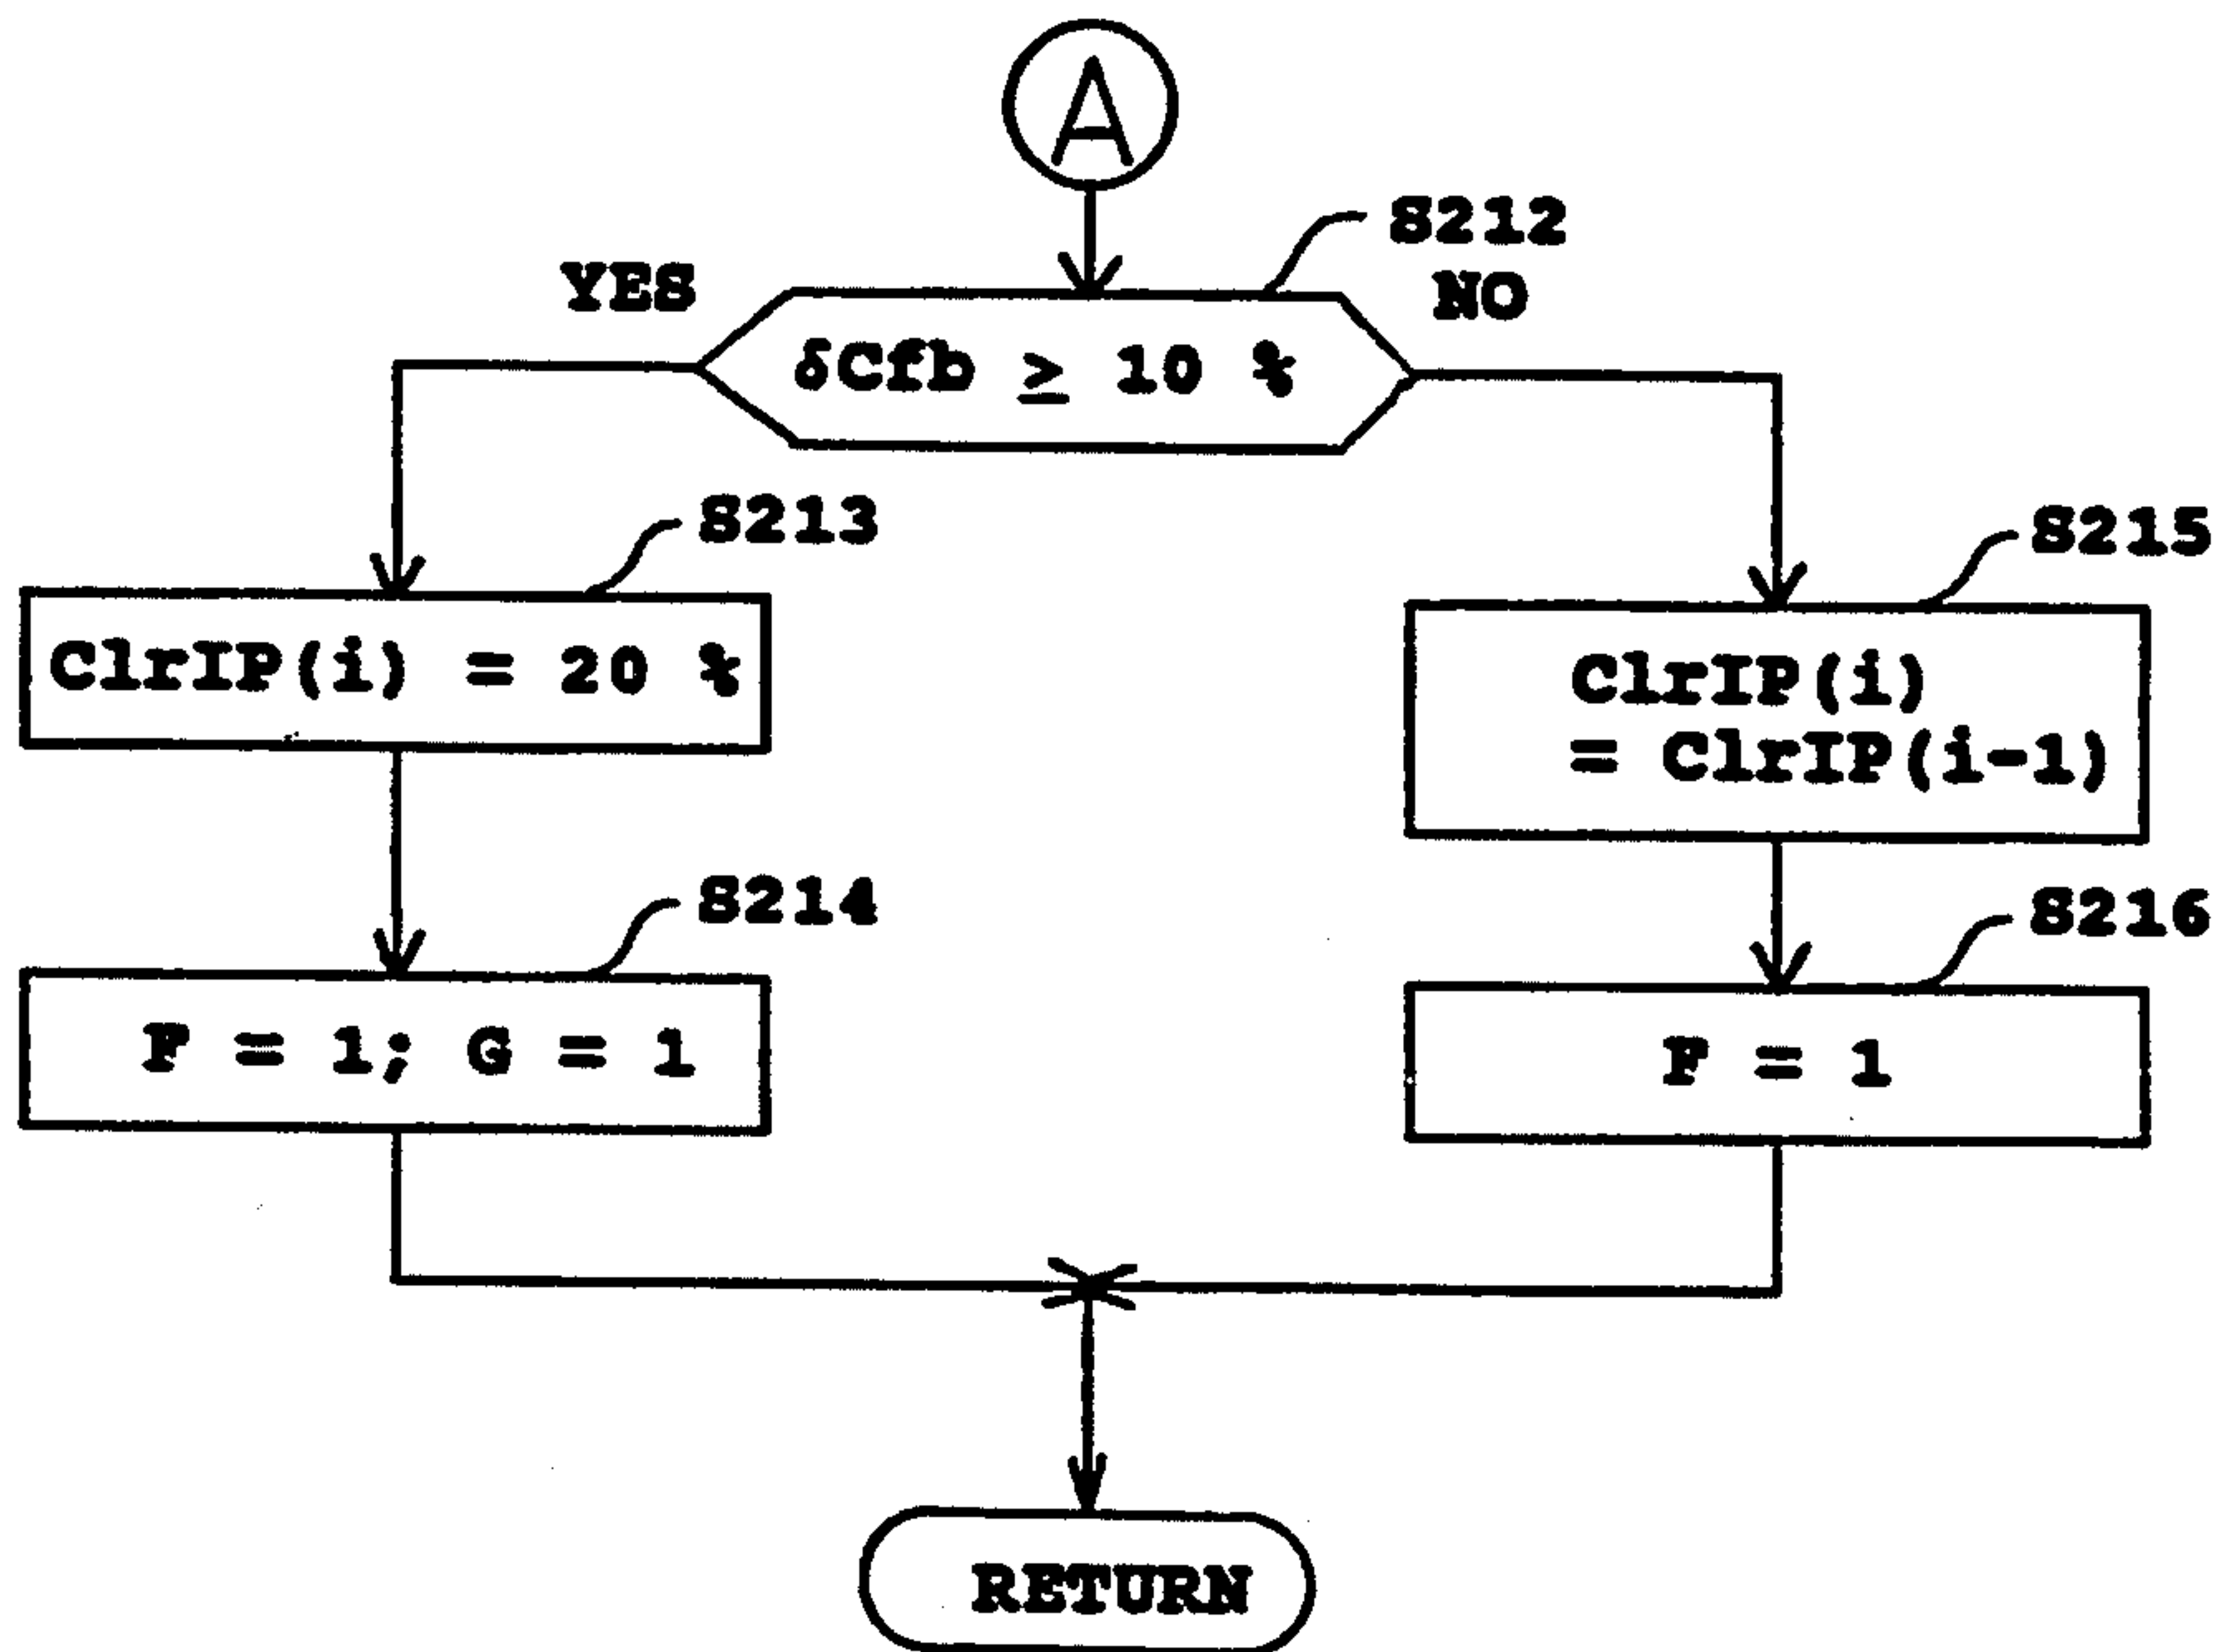 A
S212
YES
NO
δCfb ≥ 10 %
S213
S215
ClrIP(i) = 20 %
ClrIP(i)
= ClrIP(i-1)
S214
S216
F = 1; G = 1
F = 1
RETURN